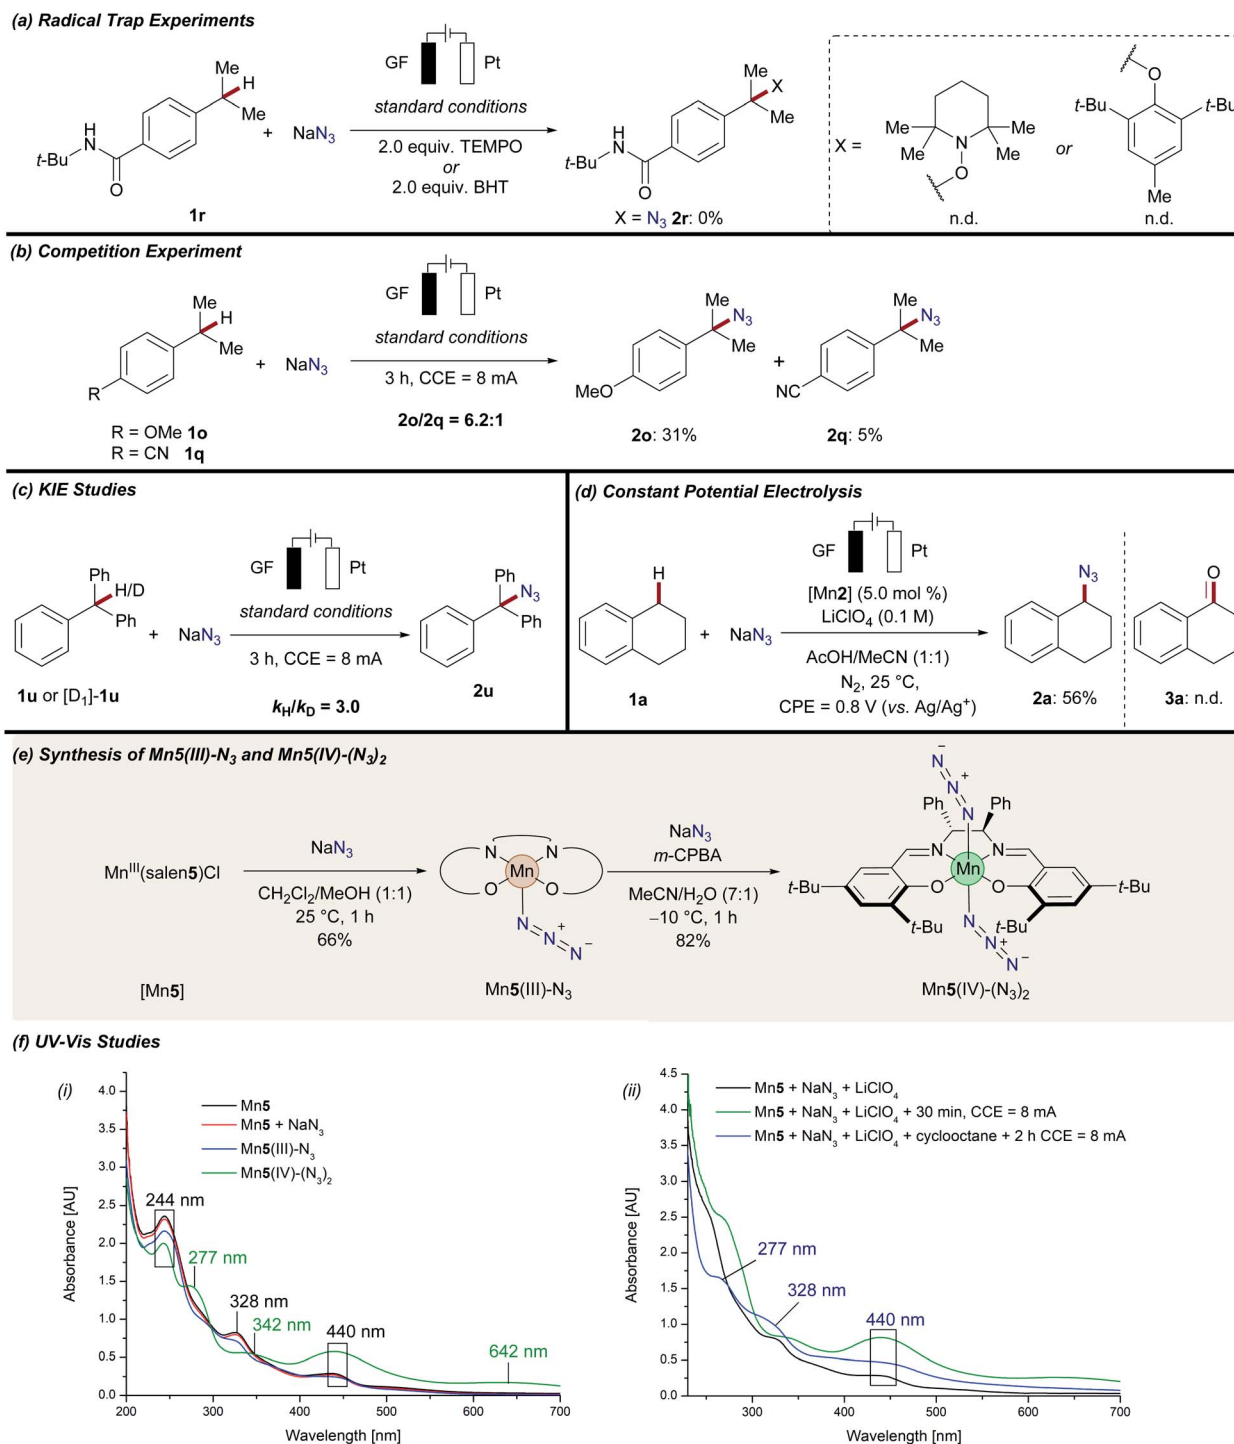 (a) Radical Trap Experiments
GF
Pt
standard conditions
2.0 equiv. TEMPO
or
2.0 equiv. BHT
Me
H
Me
H
N
t-Bu
O
1r
+
NaN3
Me
X
Me
H
N
t-Bu
O
X = N3 2r: 0%
X =
Me
Me
N
Me
Me
O
n.d.
or
O
t-Bu
t-Bu
Me
n.d.
(b) Competition Experiment
GF
Pt
standard conditions
3 h, CCE = 8 mA
2o/2q = 6.2:1
Me
H
Me
R
R = OMe 1o
R = CN 1q
+
NaN3
Me
N3
Me
MeO
2o: 31%
+
Me
N3
Me
NC
2q: 5%
(c) KIE Studies
GF
Pt
standard conditions
3 h, CCE = 8 mA
kH/kD = 3.0
Ph
H/D
Ph
1u or [D1]-1u
+
NaN3
Ph
N3
Ph
2u
(d) Constant Potential Electrolysis
GF
Pt
[Mn2] (5.0 mol %)
LiClO4 (0.1 M)
AcOH/MeCN (1:1)
N2, 25 °C,
CPE = 0.8 V (vs. Ag/Ag+)
H
1a
+
NaN3
N3
2a: 56%
O
3a: n.d.
(e) Synthesis of Mn5(III)-N3 and Mn5(IV)-(N3)2
MnIII(salen5)Cl
[Mn5]
NaN3
CH2Cl2/MeOH (1:1)
25 °C, 1 h
66%
N
N
Mn
O
O
N
N
+
N
−
Mn5(III)-N3
NaN3
m-CPBA
MeCN/H2O (7:1)
−10 °C, 1 h
82%
N
−
N
+
N
Ph
Ph
N
N
Mn
O
O
t-Bu
t-Bu
t-Bu
t-Bu
N
N
+
N
−
Mn5(IV)-(N3)2
(f) UV-Vis Studies
(i)
Mn5
Mn5 + NaN3
Mn5(III)-N3
Mn5(IV)-(N3)2
244 nm
277 nm
328 nm
342 nm
440 nm
642 nm
4.0
3.5
3.0
2.5
2.0
1.5
1.0
0.5
0.0
200
300
400
500
600
700
Absorbance [AU]
Wavelength [nm]
(ii)
Mn5 + NaN3 + LiClO4
Mn5 + NaN3 + LiClO4 + 30 min, CCE = 8 mA
Mn5 + NaN3 + LiClO4 + cyclooctane + 2 h CCE = 8 mA
277 nm
328 nm
440 nm
4.5
4.0
3.5
3.0
2.5
2.0
1.5
1.0
0.5
0.0
300
400
500
600
700
Absorbance [AU]
Wavelength [nm]